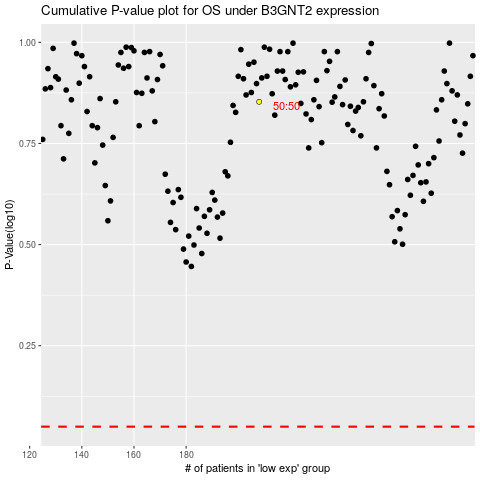 Cumulative P-value plot for OS under B3GNT2 expression
P-Value(log10)
1.00
0.75
0.50
0.25
50:50
120 140 160 180
# of patients in 'low exp' group